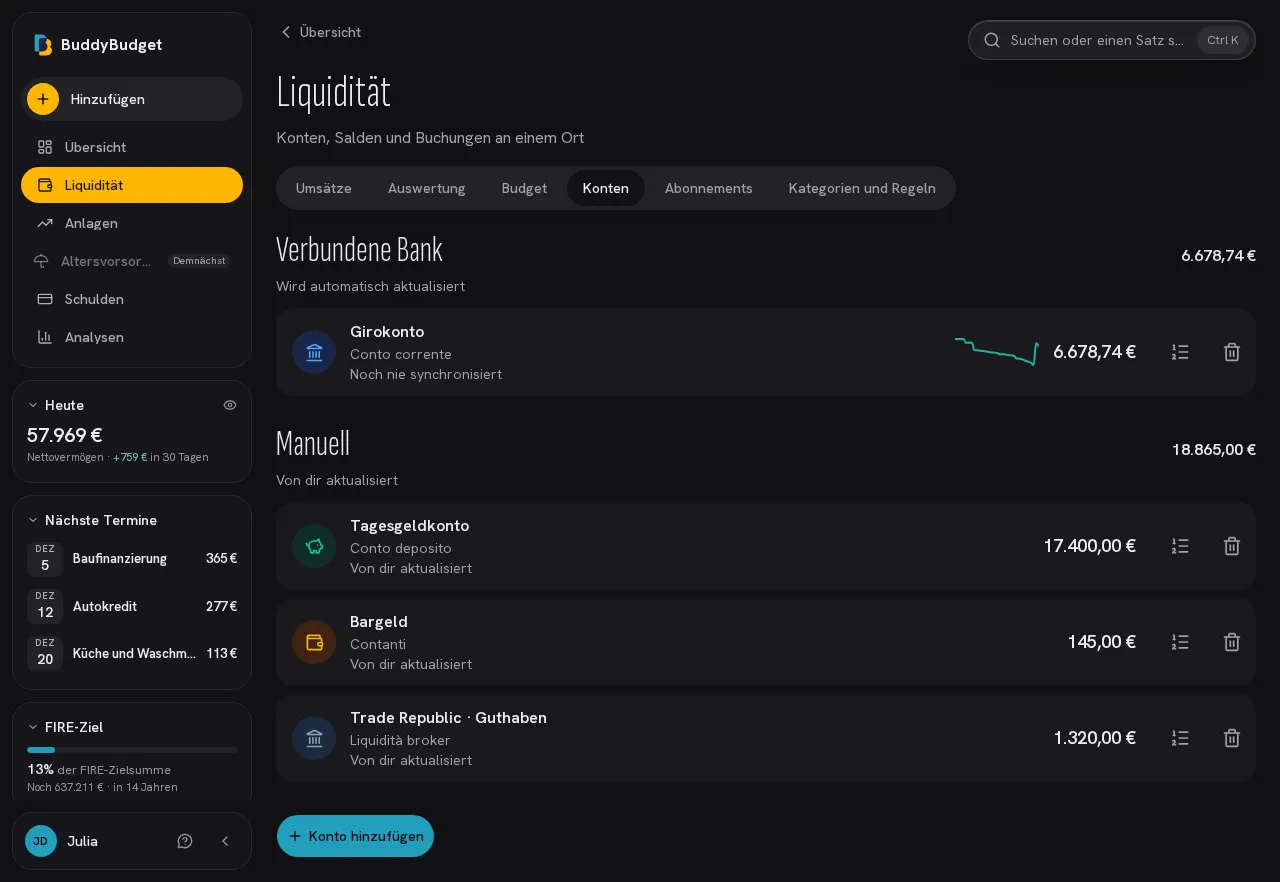 BuddyBudget
Hinzufügen
Übersicht
Liquidität
Anlagen
Altersvorsor... Demnächst
Schulden
Analysen
Heute
57.969 €
Nettovermögen · +759 € in 30 Tagen
Nächste Termine
DEZ
5
Baufinanzierung 365 €
DEZ
12
Autokredit 277 €
DEZ
20
Küche und Waschm... 113 €
FIRE-Ziel
13% der FIRE-Zielsumme
Noch 637.211 € · in 14 Jahren
JD Julia
Übersicht
Suchen oder einen Satz s... Ctrl K
Liquidität
Konten, Salden und Buchungen an einem Ort
Umsätze Auswertung Budget Konten Abonnements Kategorien und Regeln
Verbundene Bank 6.678,74 €
Wird automatisch aktualisiert
Girokonto
Conto corrente
Noch nie synchronisiert
6.678,74 €
Manuell 18.865,00 €
Von dir aktualisiert
Tagesgeldkonto
Conto deposito
Von dir aktualisiert
17.400,00 €
Bargeld
Contanti
Von dir aktualisiert
145,00 €
Trade Republic · Guthaben
Liquidità broker
Von dir aktualisiert
1.320,00 €
+ Konto hinzufügen